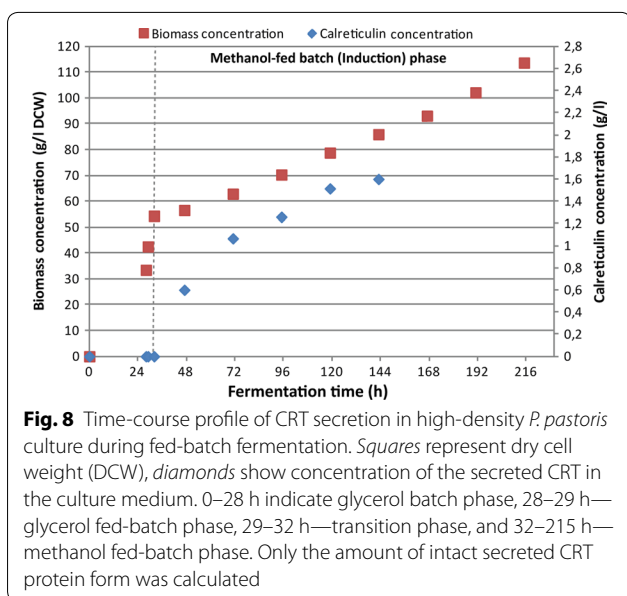 Biomass concentration Calreticulin concentration
Methanol-fed batch (Induction) phase
Biomass concentration (g/l DCW)
120
110
100
90
80
70
60
50
40
30
20
10
0
2,8
2,6
2,4
2,2
2
1,8
1,6
1,4
1,2
1
0,8
0,6
0,4
0,2
0
Calreticulin concentration (g/l)
0 24 48 72 96 120 144 168 192 216
Fermentation time (h)
Fig. 8 Time-course profile of CRT secretion in high-density P. pastoris
culture during fed-batch fermentation. Squares represent dry cell
weight (DCW), diamonds show concentration of the secreted CRT in
the culture medium. 0–28 h indicate glycerol batch phase, 28–29 h—
glycerol fed-batch phase, 29–32 h—transition phase, and 32–215 h—
methanol fed-batch phase. Only the amount of intact secreted CRT
protein form was calculated